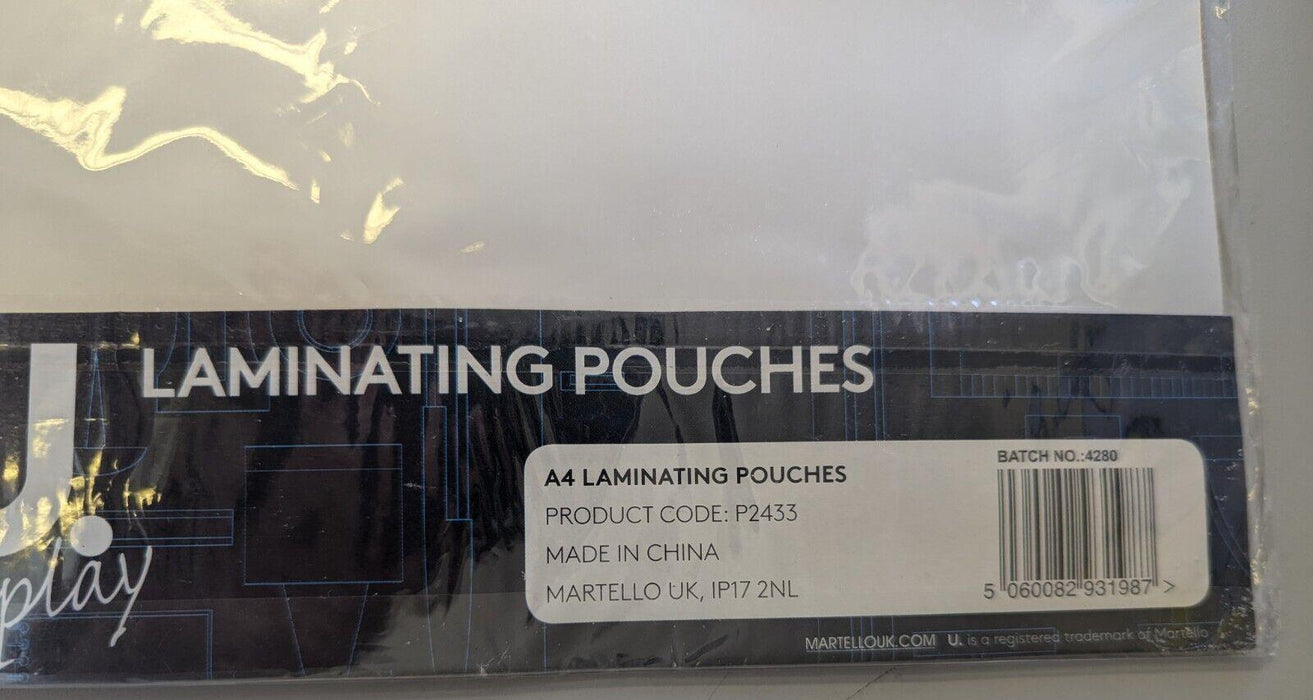 LAMINATING POUCHES
U.
play
A4 LAMINATING POUCHES
PRODUCT CODE: P2433
MADE IN CHINA
MARTELLO UK, IP17 2NL
BATCH NO.:4280
5 060082 931987 >
MARTELLOUK.COM U. is a registered trademark of Martello